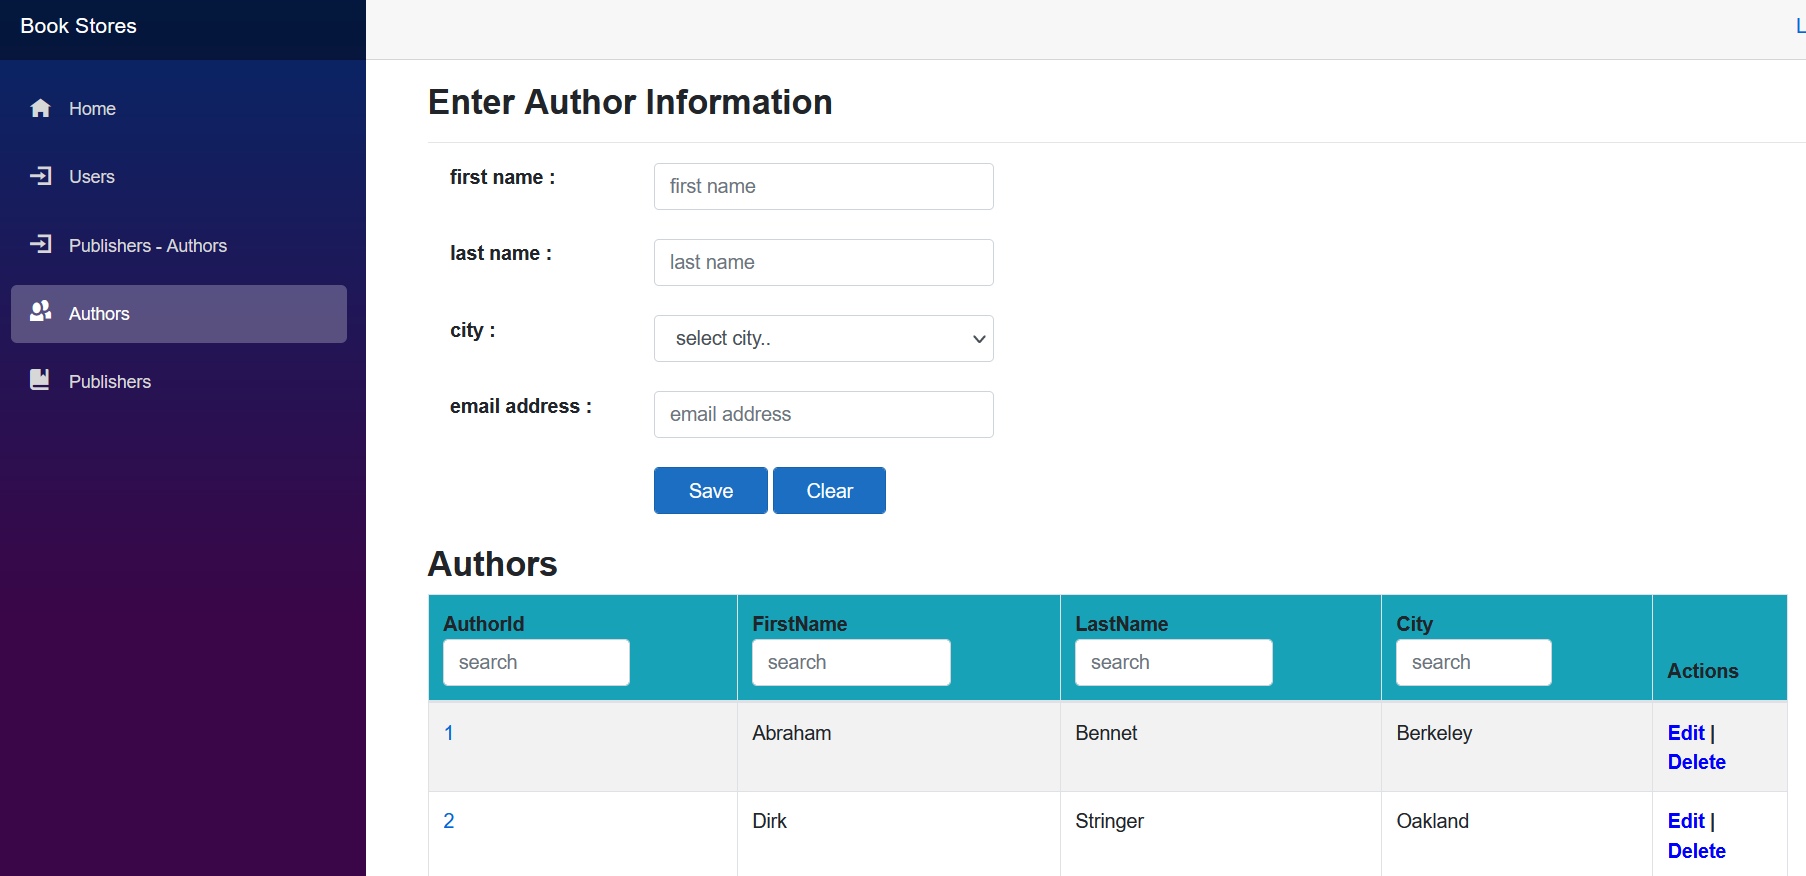 Book Stores
L
Home
Users
Publishers - Authors
Authors
Publishers
Enter Author Information
first name :
first name
last name :
last name
city :
select city..
email address :
email address
Save Clear
Authors
AuthorId FirstName LastName City Actions
search search search search
1 Abraham Bennet Berkeley Edit |
Delete
2 Dirk Stringer Oakland Edit |
Delete